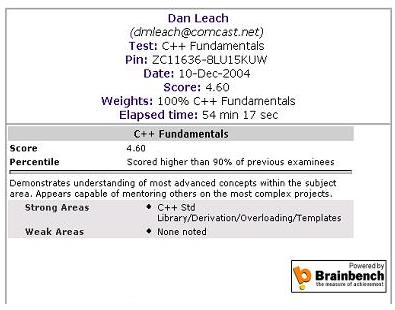 Dan Leach
(dmleach@comcast.net)
Test: C++ Fundamentals
Pin: ZC11636-8LU15KUW
Date: 10-Dec-2004
Score: 4.60
Weights: 100% C++ Fundamentals
Elapsed time: 54 min 17 sec
C++ Fundamentals
Score 4.60
Percentile Scored higher than 90% of previous examinees
Demonstrates understanding of most advanced concepts within the subject
area. Appears capable of mentoring others on the most complex projects.
Strong Areas • C++ Std
Library/Derivation/Overloading/Templates
Weak Areas • None noted
Powered by
Brainbench
the measure of achievement